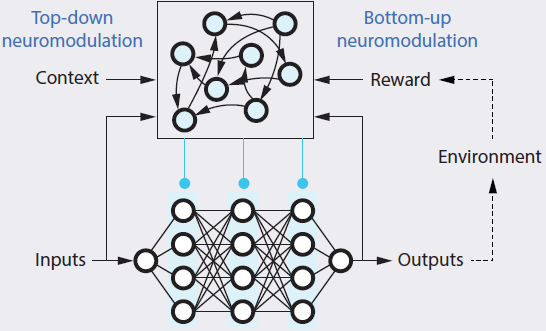 Top-down
neuromodulation
Bottom-up
neuromodulation
Context
Reward
Environment
Inputs
Outputs